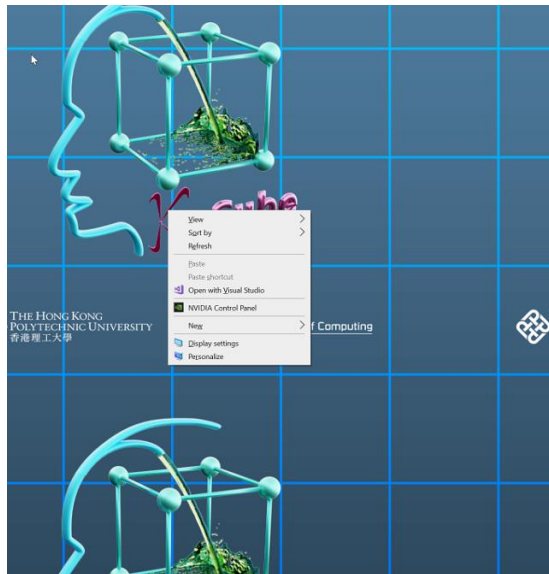 Cube
View
Sort by
Refresh
Paste
Paste shortcut
Open with Visual Studio
NVIDIA Control Panel
New
Display settings
Personalize
THE HONG KONG
POLYTECHNIC UNIVERSITY
香港理工大學
f Computing